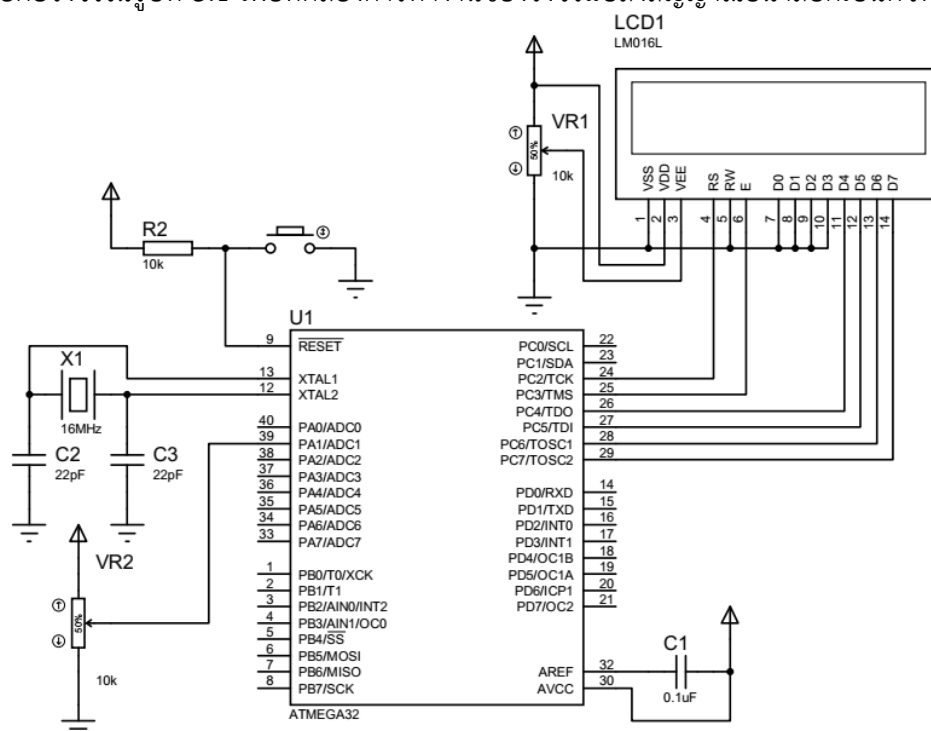 LCD1
LM016L
VR1
50%
10k
VSS
VDD
VEE
RS
RW
E
D0
D1
D2
D3
D4
D5
D6
D7
1
2
3
4
5
6
7
8
9
10
11
12
13
14
R2
10k
U1
9 RESET
13 XTAL1
12 XTAL2
40 PA0/ADC0
39 PA1/ADC1
38 PA2/ADC2
37 PA3/ADC3
36 PA4/ADC4
35 PA5/ADC5
34 PA6/ADC6
33 PA7/ADC7
1 PB0/T0/XCK
2 PB1/T1
3 PB2/AIN0/INT2
4 PB3/AIN1/OC0
5 PB4/SS
6 PB5/MOSI
7 PB6/MISO
8 PB7/SCK
PC0/SCL 22
PC1/SDA 23
PC2/TCK 24
PC3/TMS 25
PC4/TDO 26
PC5/TDI 27
PC6/TOSC1 28
PC7/TOSC2 29
PD0/RXD 14
PD1/TXD 15
PD2/INT0 16
PD3/INT1 17
PD4/OC1B 18
PD5/OC1A 19
PD6/ICP1 20
PD7/OC2 21
AREF 32
AVCC 30
ATMEGA32
X1
16MHz
C2
22pF
C3
22pF
VR2
50%
10k
C1
0.1uF